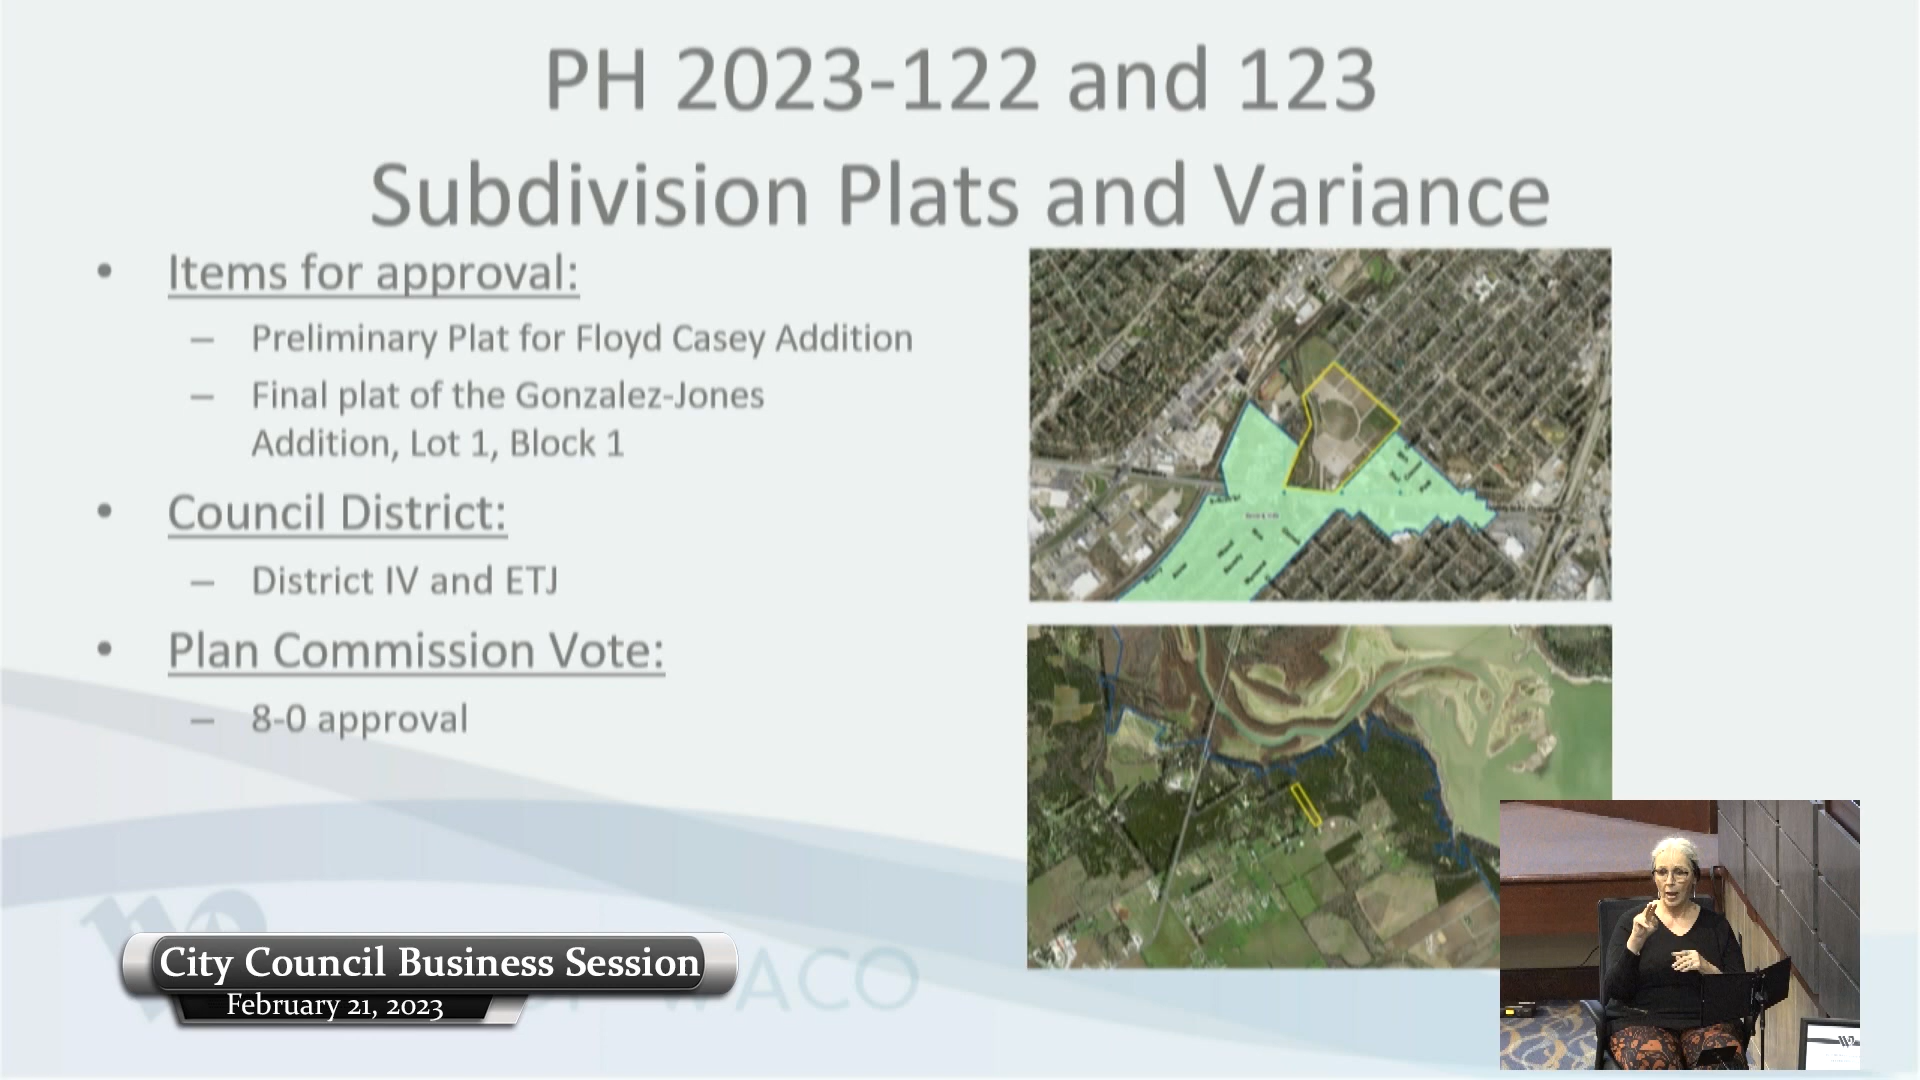 PH 2023-122 and 123
Subdivision Plats and Variance
• Items for approval:
– Preliminary Plat for Floyd Casey Addition
– Final plat of the Gonzalez-Jones
Addition, Lot 1, Block 1
• Council District:
– District IV and ETJ
• Plan Commission Vote:
– 8-0 approval
City Council Business Session
WACO
February 21, 2023